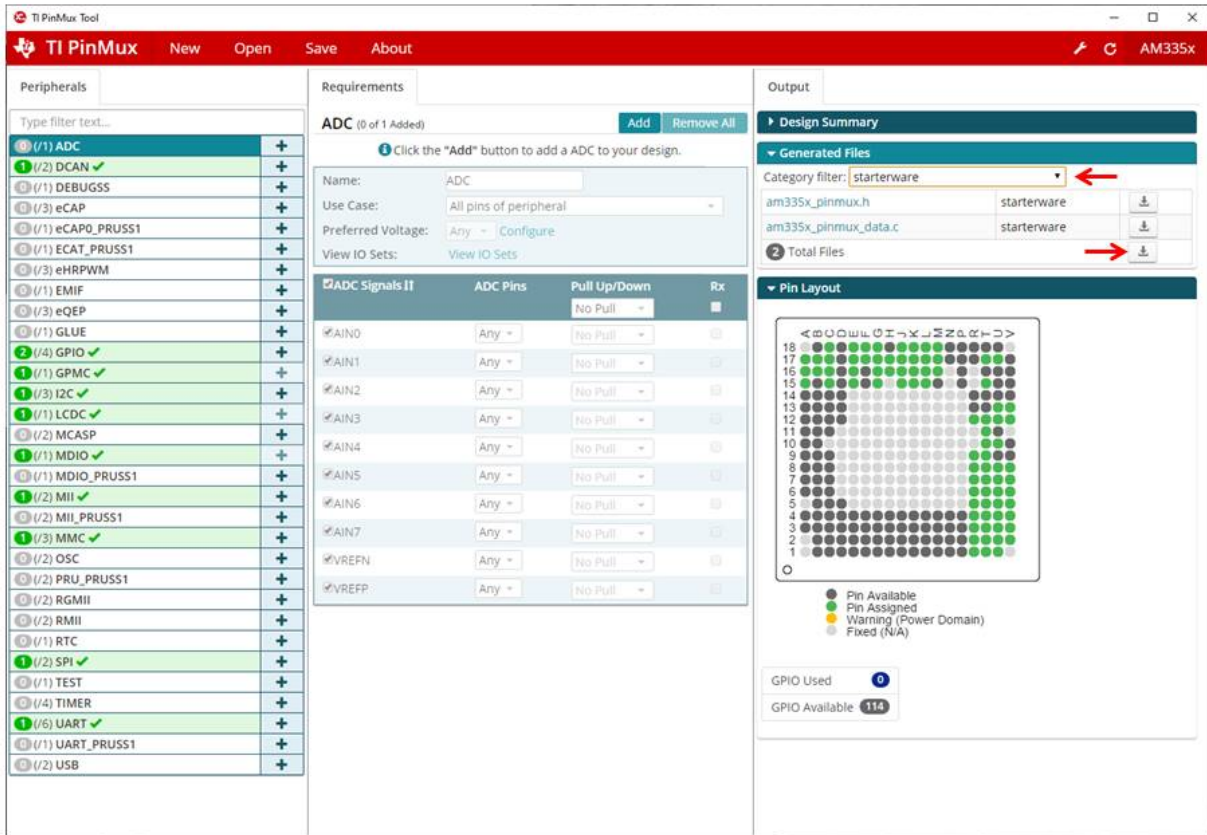 TI PinMux Tool
TI PinMux New Open Save About AM335x
Peripherals
Type filter text...
0 (/1) ADC +
1 (/2) DCAN ✔ +
0 (/1) DEBUGSS +
0 (/3) eCAP +
0 (/1) eCAP0_PRUSS1 +
0 (/1) ECAT_PRUSS1 +
0 (/3) eHRPWM +
0 (/1) EMIF +
0 (/3) eQEP +
0 (/1) GLUE +
2 (/4) GPIO ✔ +
1 (/1) GPMC ✔ +
1 (/3) I2C ✔ +
1 (/1) LCDC ✔ +
0 (/2) MCASP +
1 (/1) MDIO ✔ +
0 (/1) MDIO_PRUSS1 +
1 (/2) MII ✔ +
0 (/2) MII_PRUSS1 +
1 (/3) MMC ✔ +
0 (/2) OSC +
0 (/2) PRU_PRUSS1 +
0 (/2) RGMII +
0 (/2) RMII +
0 (/1) RTC +
1 (/2) SPI ✔ +
0 (/1) TEST +
0 (/4) TIMER +
1 (/6) UART ✔ +
0 (/1) UART_PRUSS1 +
0 (/2) USB +
Requirements
ADC (0 of 1 Added) Add Remove All
Click the "Add" button to add a ADC to your design.
Name: ADC
Use Case: All pins of peripheral
Preferred Voltage: Any Configure
View IO Sets: View IO Sets
ADC Signals ADC Pins Pull Up/Down Rx
No Pull
AIN0 Any No Pull
AIN1 Any No Pull
AIN2 Any No Pull
AIN3 Any No Pull
AIN4 Any No Pull
AIN5 Any No Pull
AIN6 Any No Pull
AIN7 Any No Pull
VREFN Any No Pull
VREFP Any No Pull
Output
Design Summary
Generated Files
Category filter: starterware
am335x_pinmux.h starterware
am335x_pinmux_data.c starterware
2 Total Files
Pin Layout
A B C D E F G H J K L M N P R T U V
18
17
16
15
14
13
12
11
10
9
8
7
6
5
4
3
2
1
Pin Available
Pin Assigned
Warning (Power Domain)
Fixed (N/A)
GPIO Used 0
GPIO Available 114